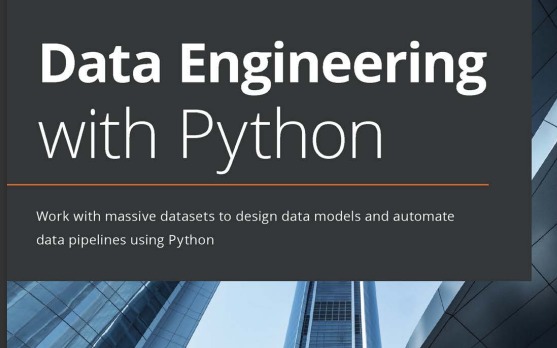 Data Engineering
with Python
Work with massive datasets to design data models and automate
data pipelines using Python